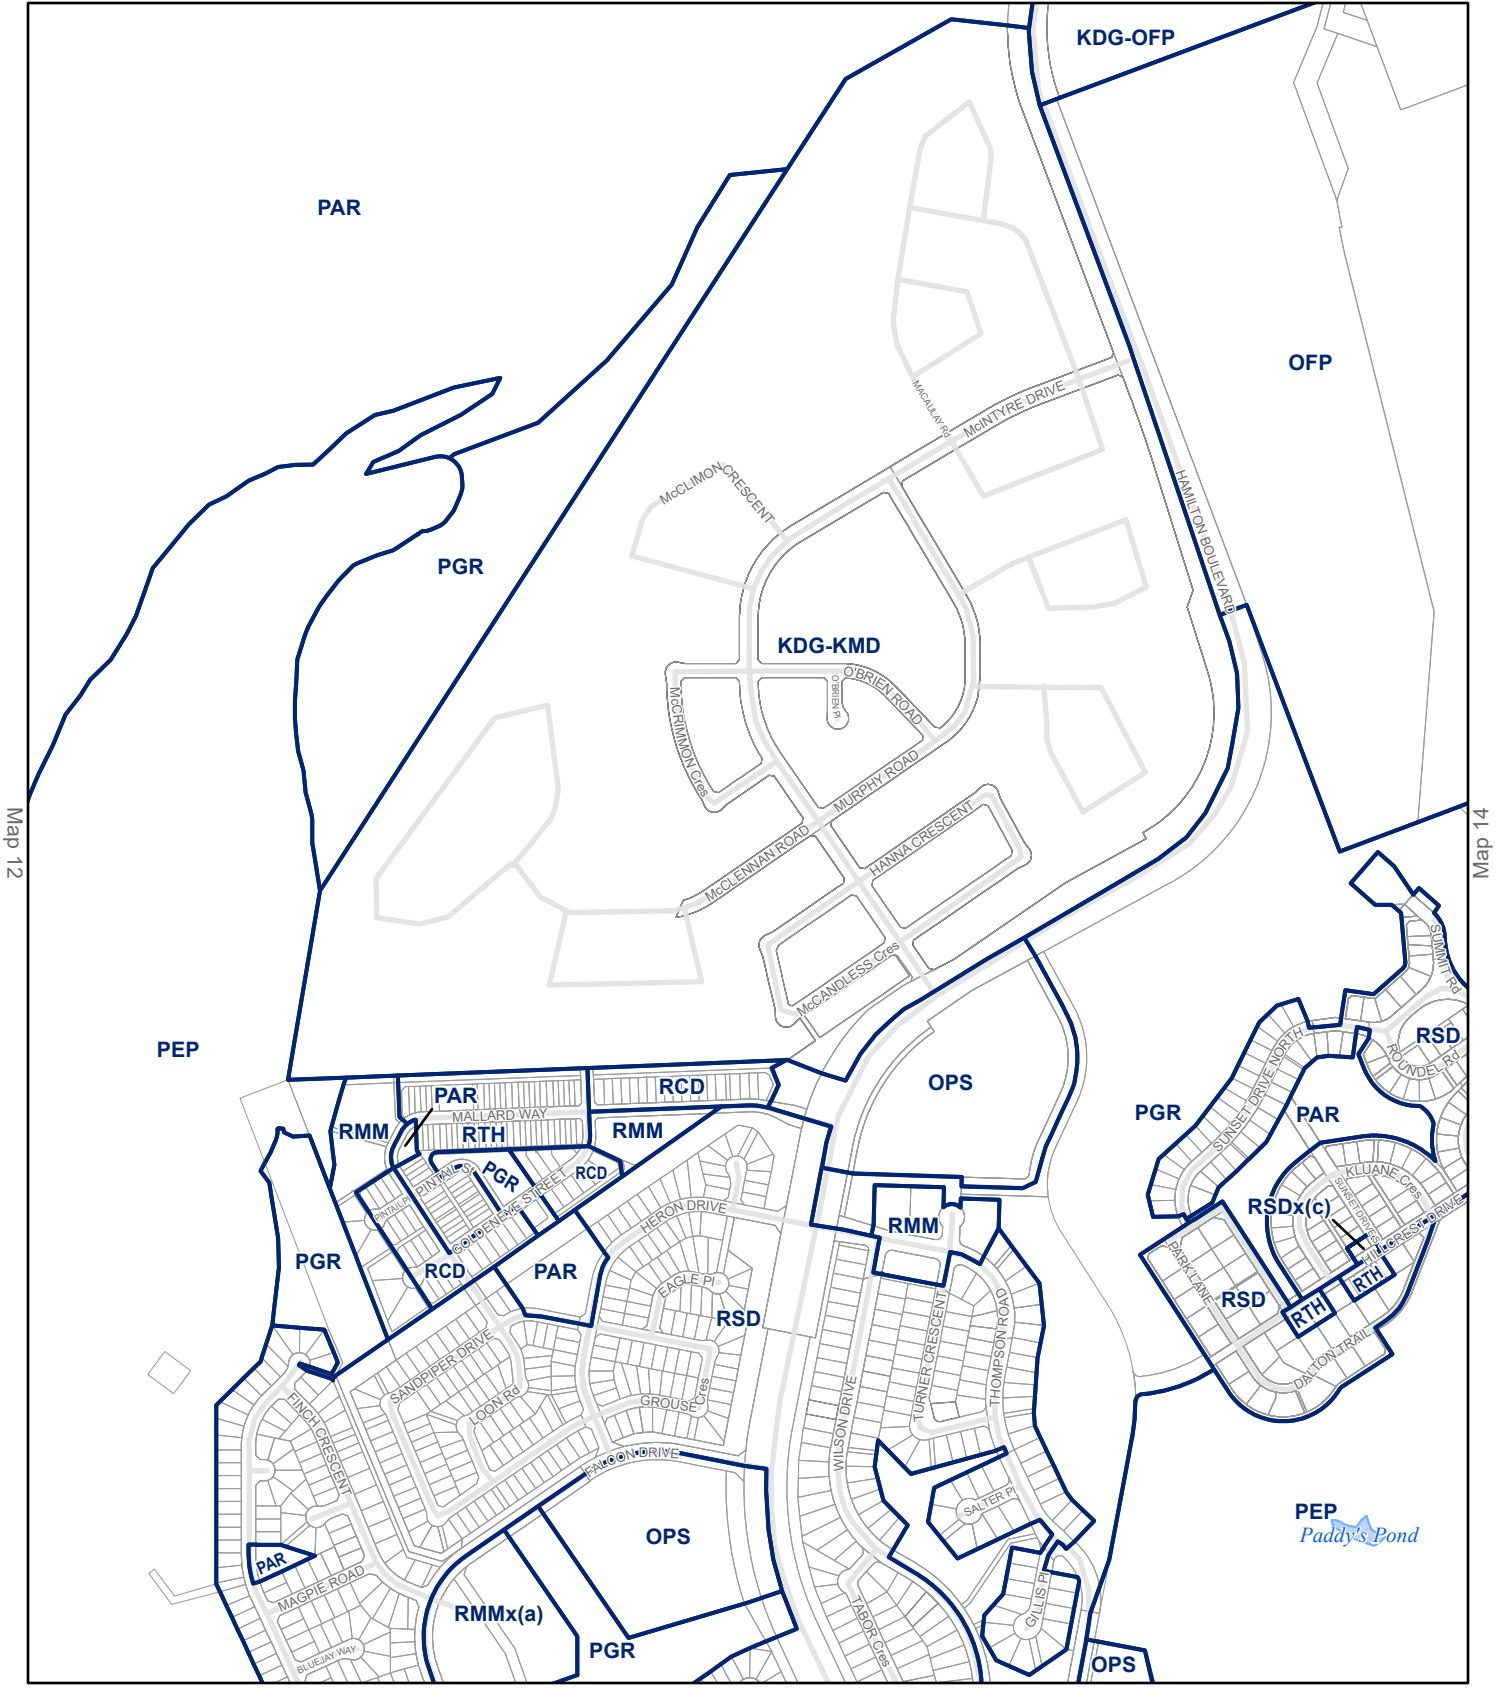 KDG-OFP
PAR
OFP
MACAULAY Rd
McINTYRE DRIVE
McCLIMON CRESCENT
HAMILTON BOULEVARD
PGR
KDG-KMD
O'BRIEN ROAD
O'BRIEN Pl
McCRIMMON Cres
MURPHY ROAD
Map 12
Map 14
HANNA CRESCENT
McCLENNAN ROAD
McCANDLESS Cres
SUMMIT Rd
RSD
ROUNDEL Rd
PEP
OPS
SUNSET DRIVE NORTH
PGR
PAR
PAR
RCD
MALLARD WAY
RMM
RTH
RMM
PGR
RCD
PINTAIL St
PINTAIL Pl
GOLDENEYE STREET
KLUANE Cres
SUNSET DRIVE S
RSDx(c)
HILLCREST DRIVE
HERON DRIVE
RMM
PGR
RCD
PAR
EAGLE Pl
RSD
PARK LANE
RSD
RTH
RTH
DALTON TRAIL
SANDPIPER DRIVE
LOON Rd
GROUSE Cres
FINCH CRESCENT
FALCON DRIVE
WILSON DRIVE
TURNER CRESCENT
THOMPSON ROAD
SALTER Pl
PEP
Paddy's Pond
OPS
PAR
MAGPIE ROAD
RMMx(a)
PGR
BLUEJAY WAY
TABOR Cres
GILLIS Pl
OPS